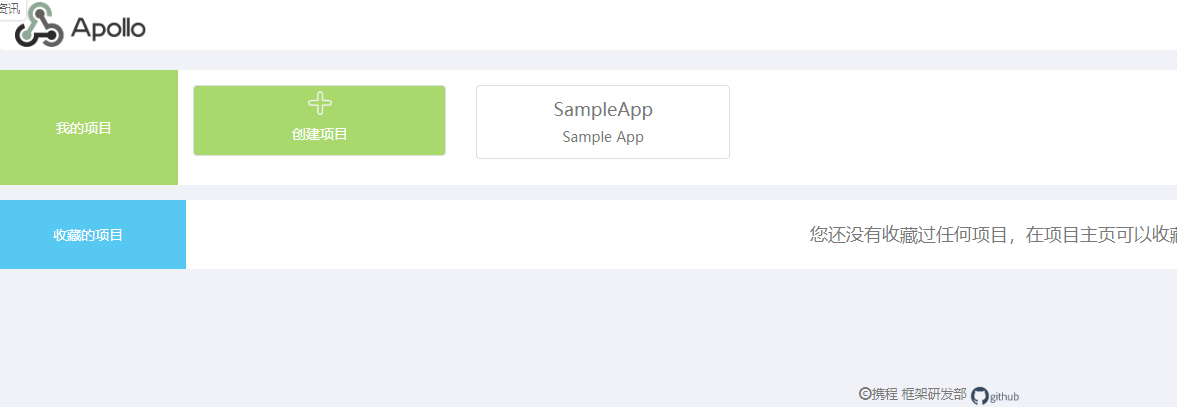 资讯
Apollo
我的项目
创建项目
SampleApp
Sample App
收藏的项目
您还没有收藏过任何项目，在项目主页可以收藏
©携程 框架研发部 github